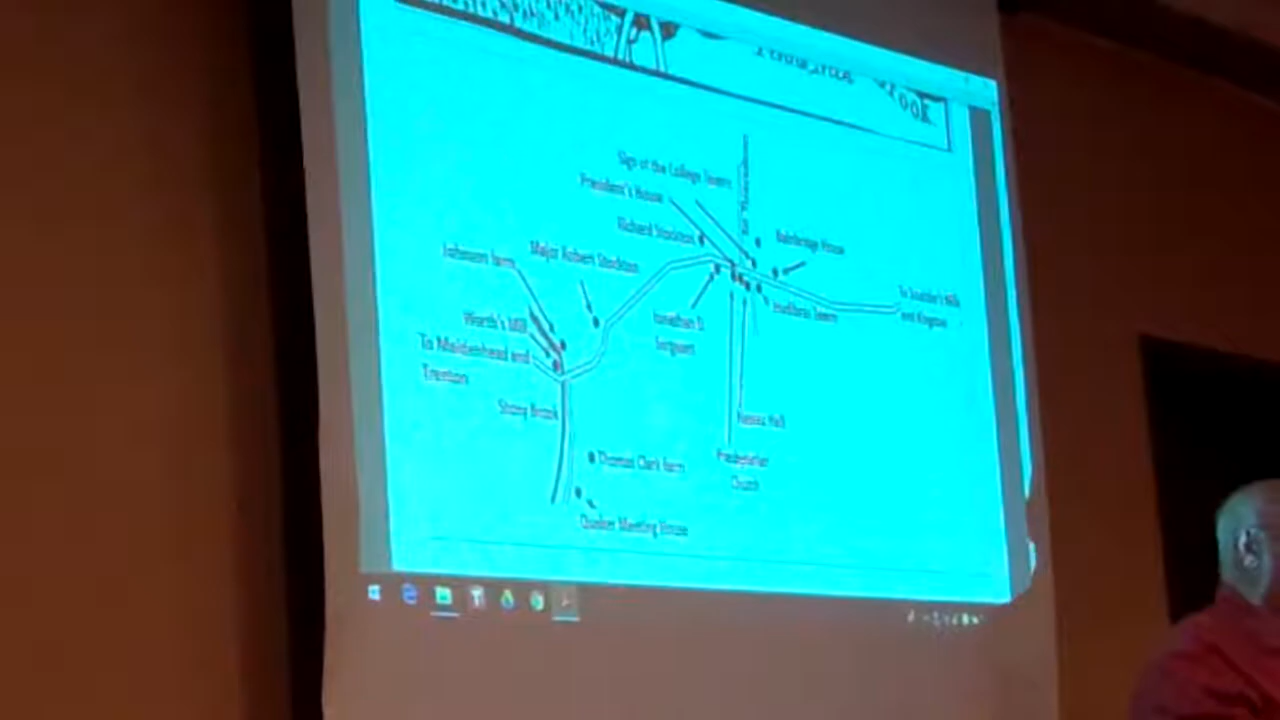 Sign of the College Tavern
President's House
Richard Stockton
Bainbridge House
Johnson farm
Major Robert Stockton
To
and Kingston
Hudibras Tavern
Worth's Mill
Jonathan D.
Sergeant
To Maidenhead and
Trenton
Stony Brook
Nassau Hall
Thomas Clark farm
Presbyterian
Church
Quaker Meeting House